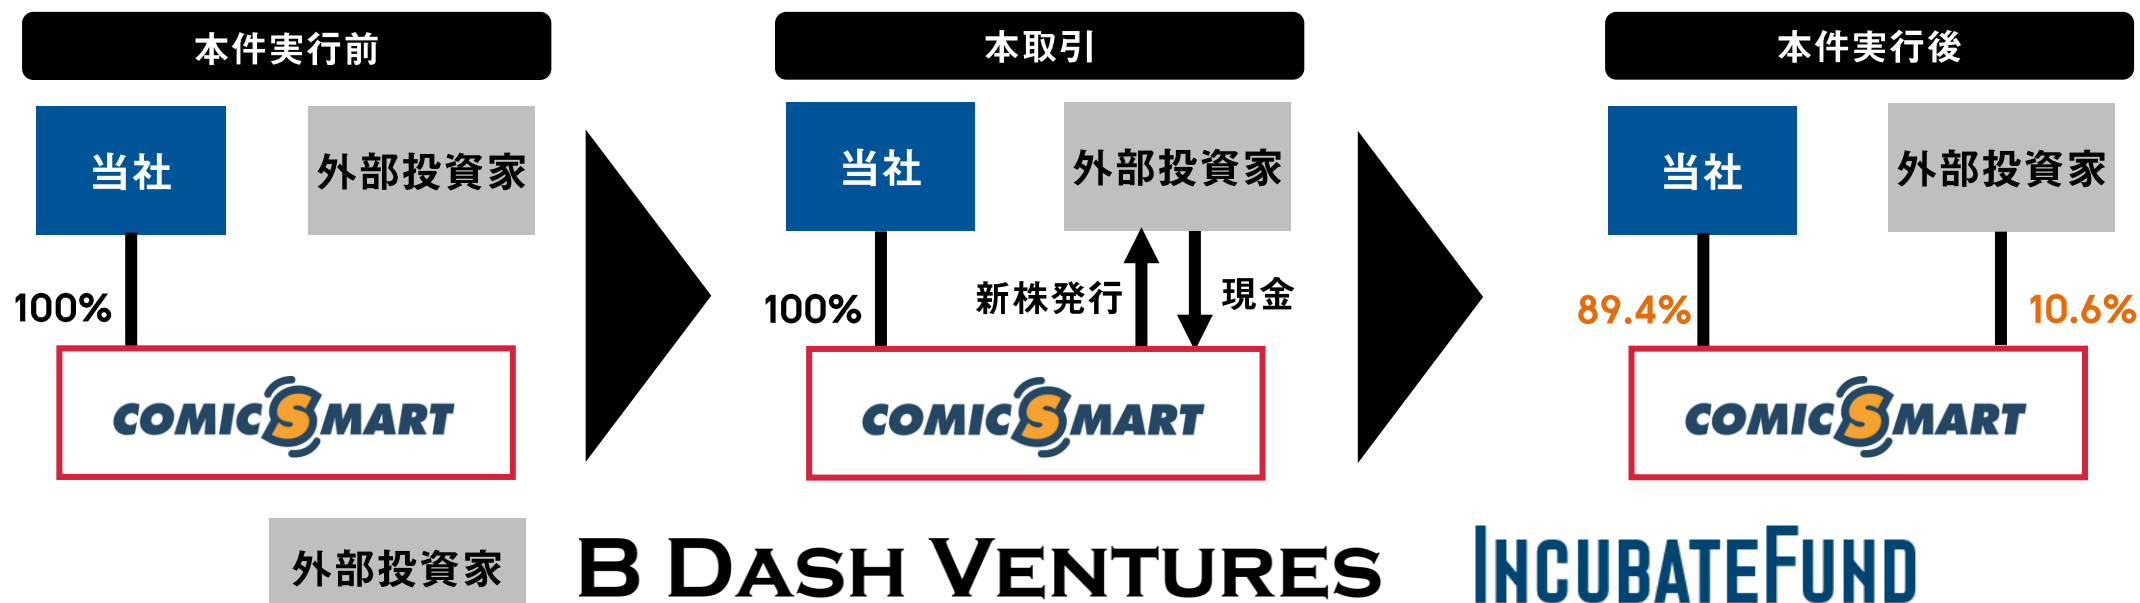 本件実行前
本取引
本件実行後
当社
外部投資家
当社
外部投資家
当社
外部投資家
100%
100%
新株発行
現金
89.4%
10.6%
COMICSMART
COMICSMART
COMICSMART
外部投資家
B DASH VENTURES
INCUBATEFUND